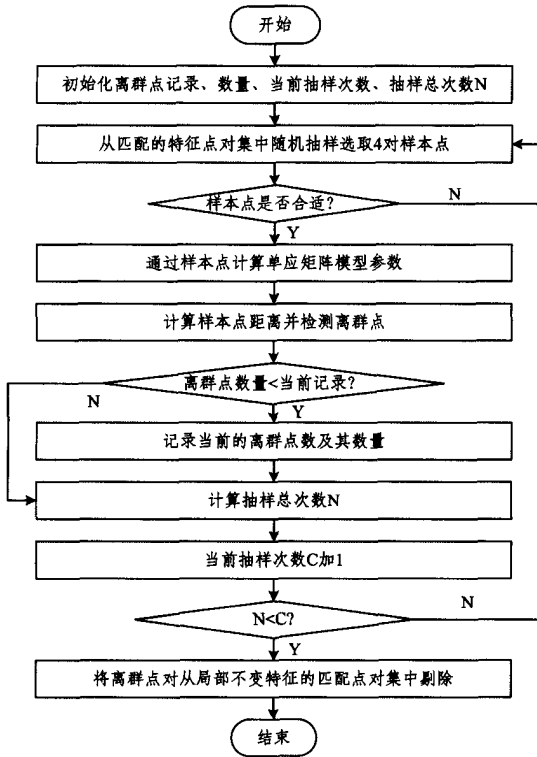 开始
初始化离群点记录、数量、当前抽样次数、抽样总次数N
从匹配的特征点对集中随机抽样选取4对样本点
样本点是否合适?
N
Y
通过样本点计算单应矩阵模型参数
计算样本点距离并检测离群点
离群点数量<当前记录?
N
Y
记录当前的离群点数及其数量
计算抽样总次数N
当前抽样次数C加1
N<C?
N
Y
将离群点对从局部不变特征的匹配点对集中剔除
结束